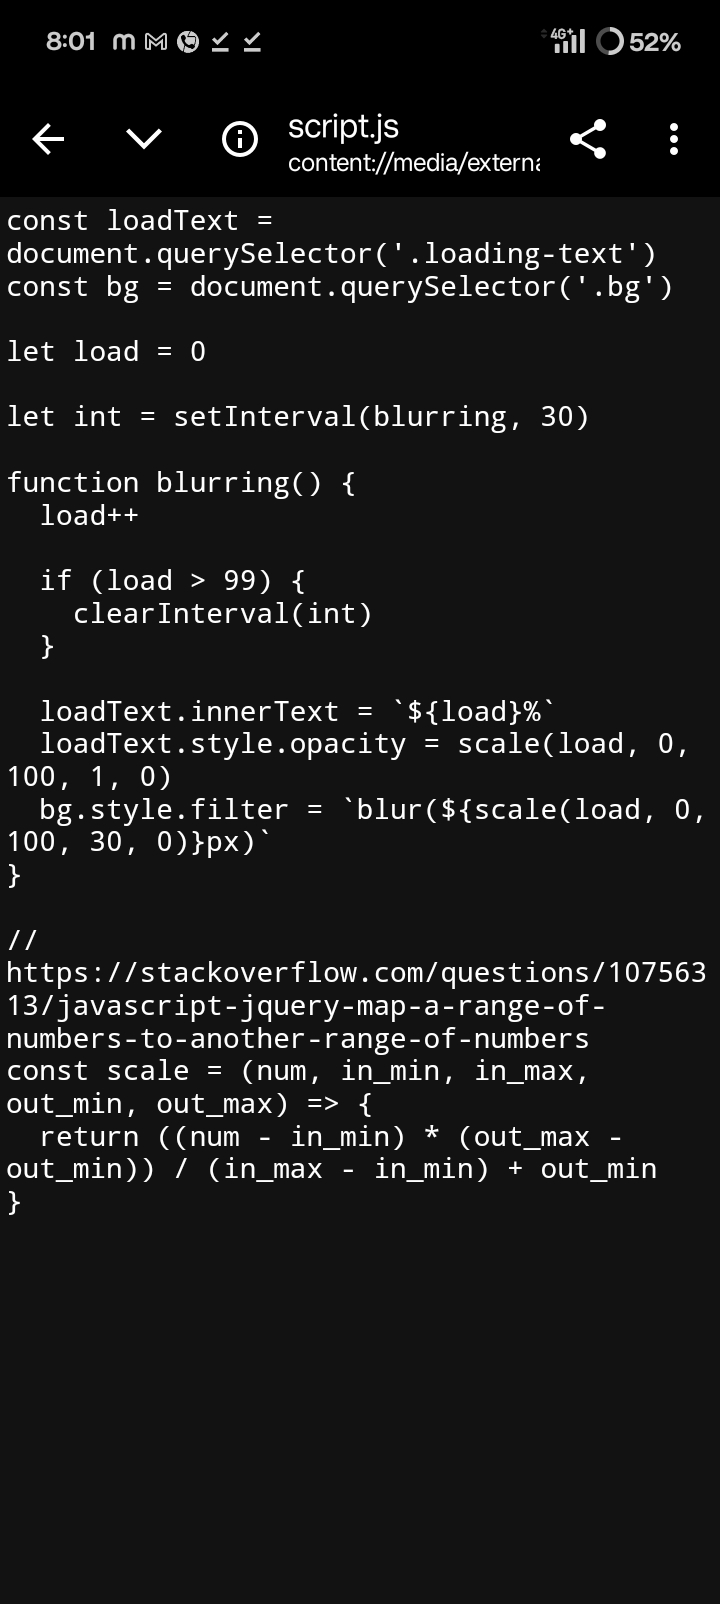 8:01
4G+
52%
script.js
content://media/externa
const loadText =
document.querySelector('.loading-text')
const bg = document.querySelector('.bg')
let load = 0
let int = setInterval(blurring, 30)
function blurring() {
  load++
  if (load > 99) {
    clearInterval(int)
  }
  loadText.innerText = `${load}%`
  loadText.style.opacity = scale(load, 0,
100, 1, 0)
  bg.style.filter = `blur(${scale(load, 0,
100, 30, 0)}px)`
}
//
https://stackoverflow.com/questions/107563
13/javascript-jquery-map-a-range-of-
numbers-to-another-range-of-numbers
const scale = (num, in_min, in_max,
out_min, out_max) => {
  return ((num - in_min) * (out_max -
out_min)) / (in_max - in_min) + out_min
}